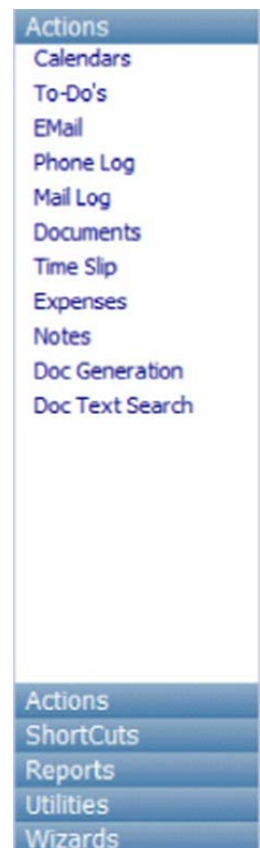 Actions
Calendars
To-Do's
EMail
Phone Log
Mail Log
Documents
Time Slip
Expenses
Notes
Doc Generation
Doc Text Search
Actions
ShortCuts
Reports
Utilities
Wizards